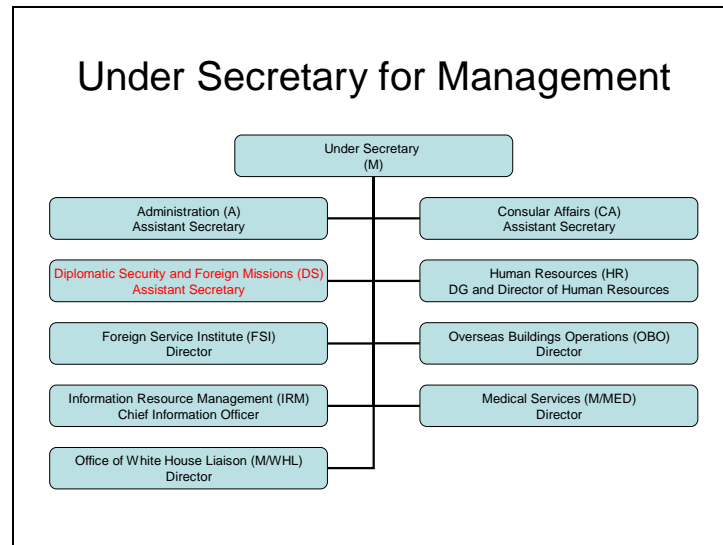 Under Secretary for Management
Under Secretary
(M)
Administration (A)
Assistant Secretary
Consular Affairs (CA)
Assistant Secretary
Diplomatic Security and Foreign Missions (DS)
Assistant Secretary
Human Resources (HR)
DG and Director of Human Resources
Foreign Service Institute (FSI)
Director
Overseas Buildings Operations (OBO)
Director
Information Resource Management (IRM)
Chief Information Officer
Medical Services (M/MED)
Director
Office of White House Liaison (M/WHL)
Director